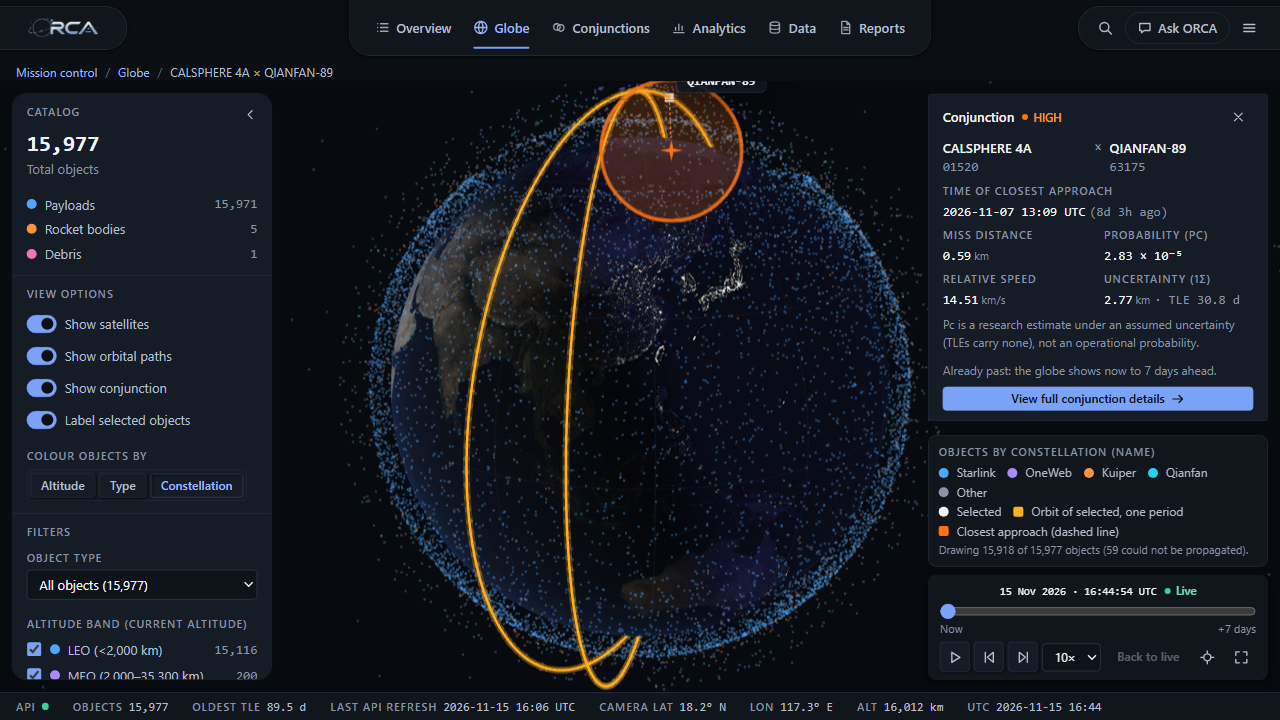 ORCA
Overview
Globe
Conjunctions
Analytics
Data
Reports
Ask ORCA
Mission control / Globe / CALSPHERE 4A × QIANFAN-89
CATALOG
15,977
Total objects
Payloads 15,971
Rocket bodies 5
Debris 1
VIEW OPTIONS
Show satellites
Show orbital paths
Show conjunction
Label selected objects
COLOUR OBJECTS BY
Altitude Type Constellation
FILTERS
OBJECT TYPE
All objects (15,977)
ALTITUDE BAND (CURRENT ALTITUDE)
LEO (<2,000 km) 15,116
MEO (2,000–35,300 km) 200
QIANFAN-89
Conjunction HIGH
CALSPHERE 4A × QIANFAN-89
01520 63175
TIME OF CLOSEST APPROACH
2026-11-07 13:09 UTC (8d 3h ago)
MISS DISTANCE PROBABILITY (PC)
0.59 km 2.83 × 10⁻⁵
RELATIVE SPEED UNCERTAINTY (1Σ)
14.51 km/s 2.77 km · TLE 30.8 d
Pc is a research estimate under an assumed uncertainty
(TLEs carry none), not an operational probability.
Already past: the globe shows now to 7 days ahead.
View full conjunction details →
OBJECTS BY CONSTELLATION (NAME)
Starlink OneWeb Kuiper Qianfan
Other
Selected Orbit of selected, one period
Closest approach (dashed line)
Drawing 15,918 of 15,977 objects (59 could not be propagated).
15 Nov 2026 · 16:44:54 UTC Live
Now +7 days
10× Back to live
API OBJECTS 15,977 OLDEST TLE 89.5 d LAST API REFRESH 2026-11-15 16:06 UTC CAMERA LAT 18.2° N LON 117.3° E ALT 16,012 km UTC 2026-11-15 16:44